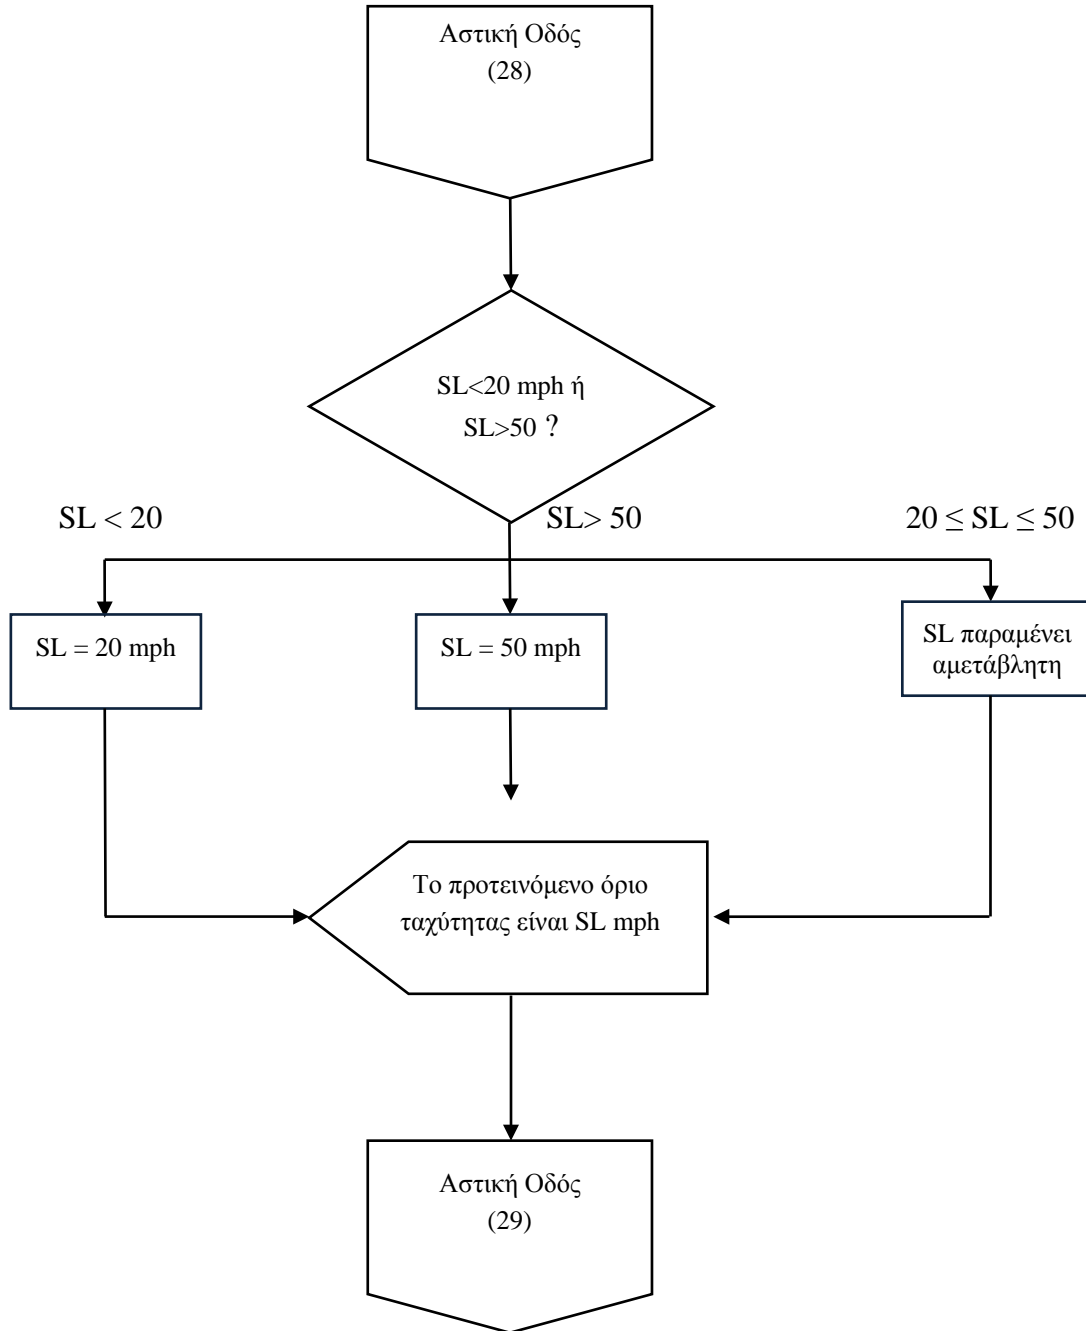 Αστική Οδός
(28)
SL<20 mph ή
SL>50 ?
SL < 20
SL> 50
20 ≤ SL ≤ 50
SL = 20 mph
SL = 50 mph
SL παραμένει
αμετάβλητη
Το προτεινόμενο όριο
ταχύτητας είναι SL mph
Αστική Οδός
(29)